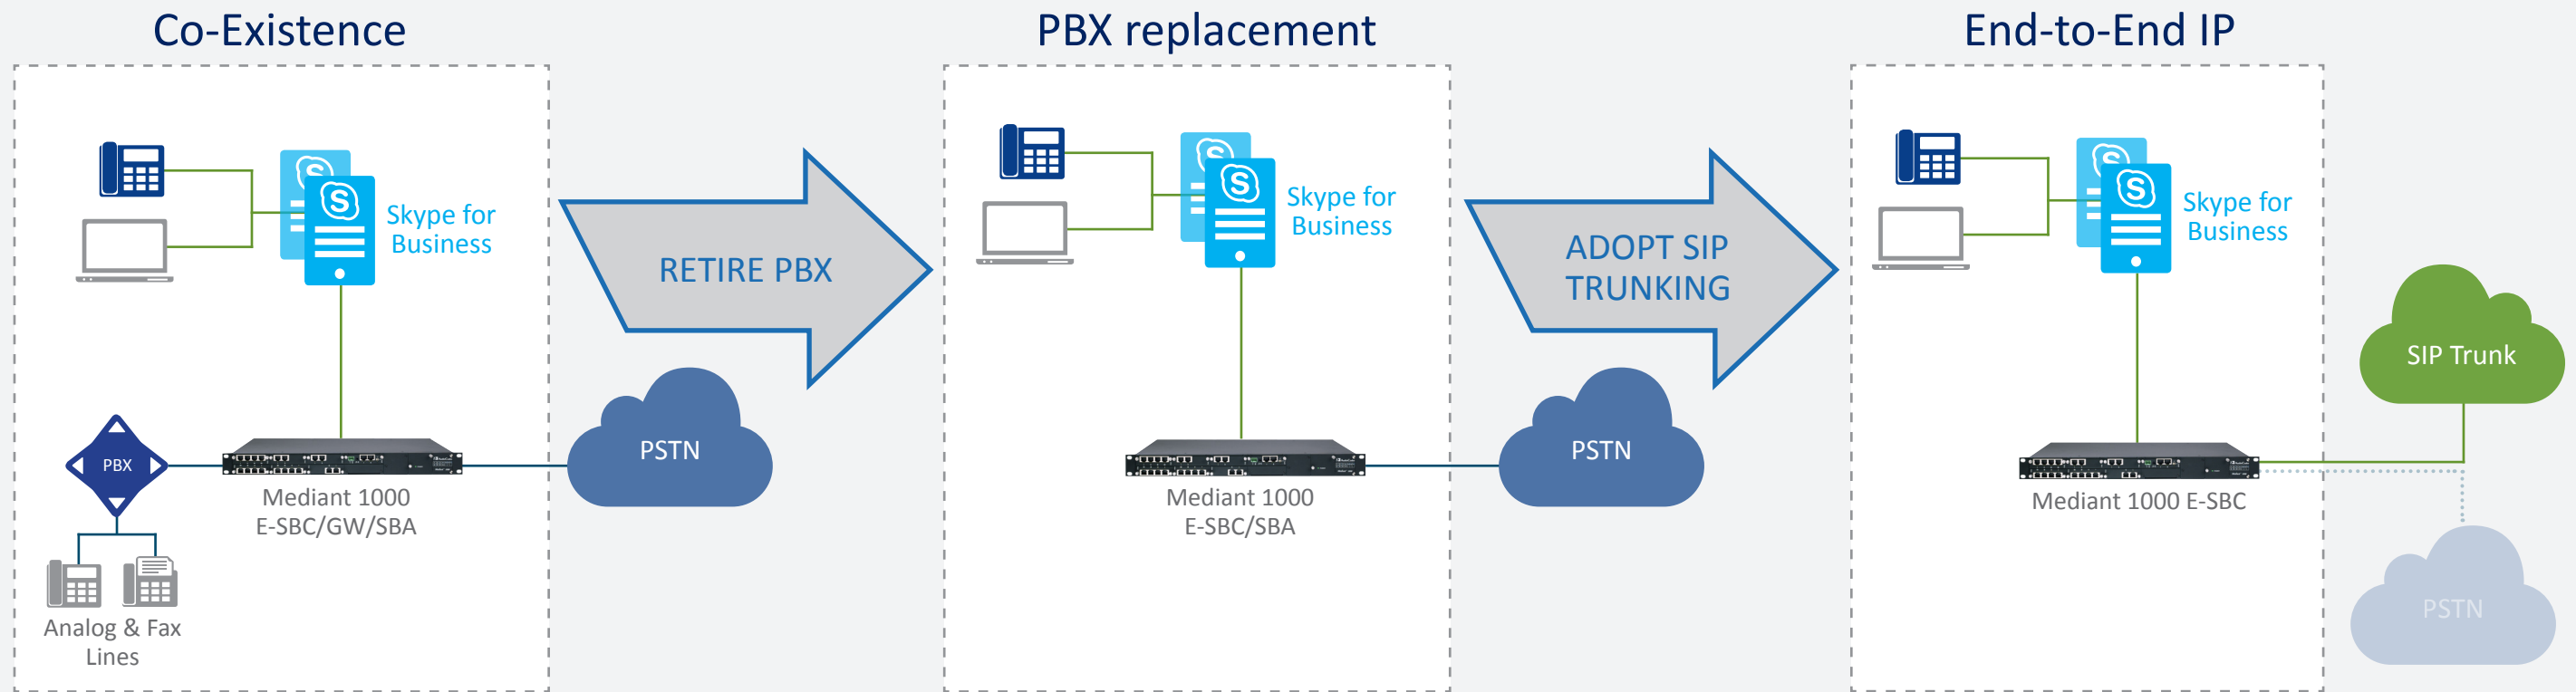 Co-Existence
Skype for
Business
PBX
Mediant 1000
E-SBC/GW/SBA
Analog & Fax
Lines
RETIRE PBX
PSTN
PBX replacement
Skype for
Business
Mediant 1000
E-SBC/SBA
ADOPT SIP
TRUNKING
PSTN
End-to-End IP
Skype for
Business
Mediant 1000 E-SBC
SIP Trunk
PSTN